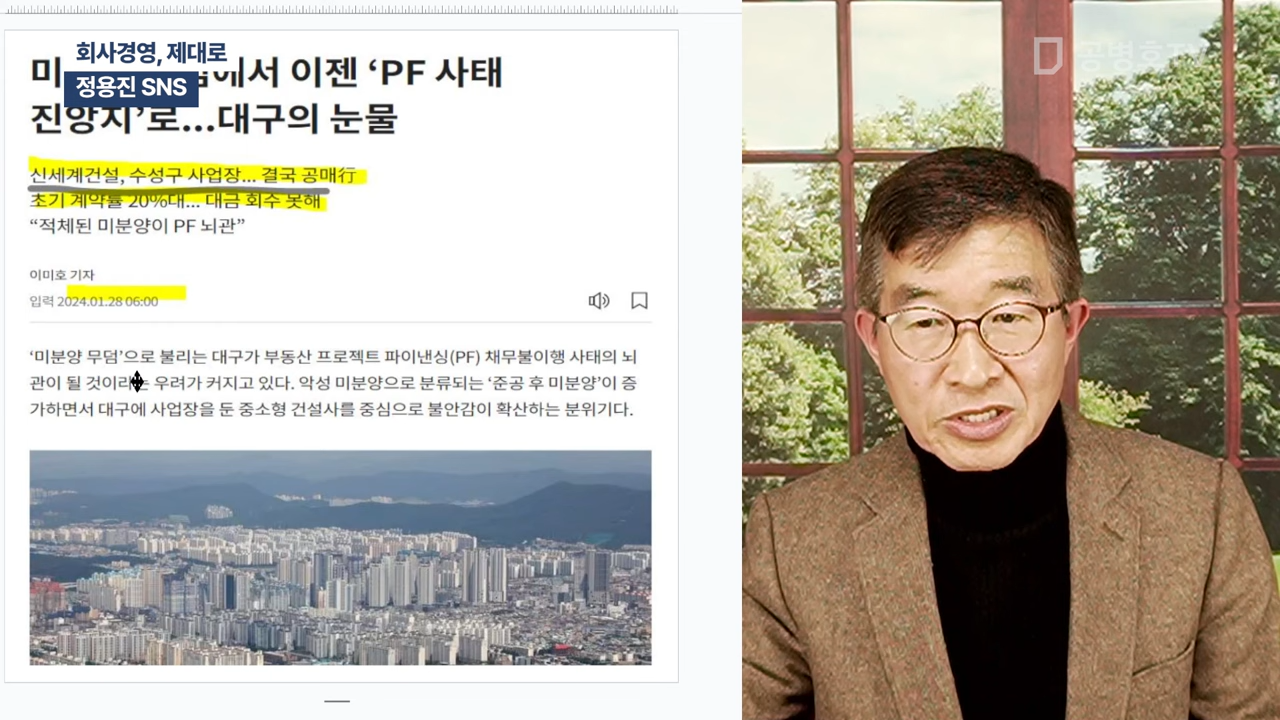 회사경영, 제대로
정용진 SNS
미 에서 이젠 ‘PF 사태
진앙지’로...대구의 눈물
신세계건설, 수성구 사업장... 결국 공매行
초기 계약률 20%대... 대금 회수 못해
“적체된 미분양이 PF 뇌관”
이미호 기자
입력 2024.01.28 06:00
‘미분양 무덤’으로 불리는 대구가 부동산 프로젝트 파이낸싱(PF) 채무불이행 사태의 뇌
관이 될 것이라는 우려가 커지고 있다. 악성 미분양으로 분류되는 ‘준공 후 미분양’이 증
가하면서 대구에 사업장을 둔 중소형 건설사를 중심으로 불안감이 확산하는 분위기다.
공병호TV